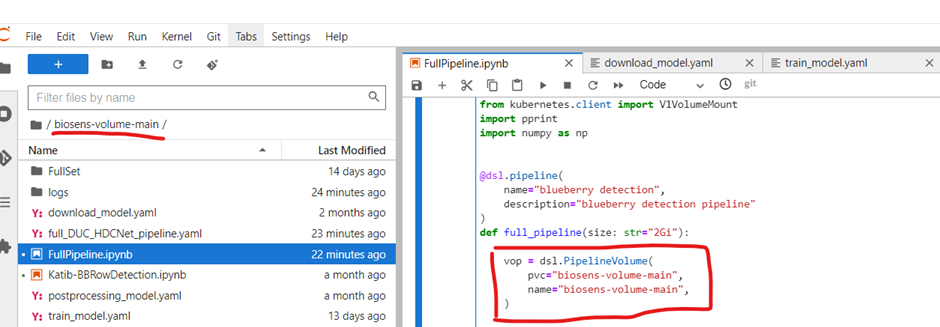 File Edit View Run Kernel Git Tabs Settings Help
+
Filter files by name
/ biosens-volume-main /
Name Last Modified
FullSet 14 days ago
logs 24 minutes ago
Y: download_model.yaml 2 months ago
Y: full_DUC_HDCNet_pipeline.yaml 23 minutes ago
FullPipeline.ipynb 22 minutes ago
Katib-BBRowDetection.ipynb a month ago
Y: postprocessing_model.yaml a month ago
Y: train_model.yaml 13 days ago
FullPipeline.ipynb × download_model.yaml × train_model.yaml ×
Code git
from kubernetes.client import V1VolumeMount
import pprint
import numpy as np
@dsl.pipeline(
name="blueberry detection",
description="blueberry detection pipeline"
)
def full_pipeline(size: str="2Gi"):
vop = dsl.PipelineVolume(
pvc="biosens-volume-main",
name="biosens-volume-main",
)